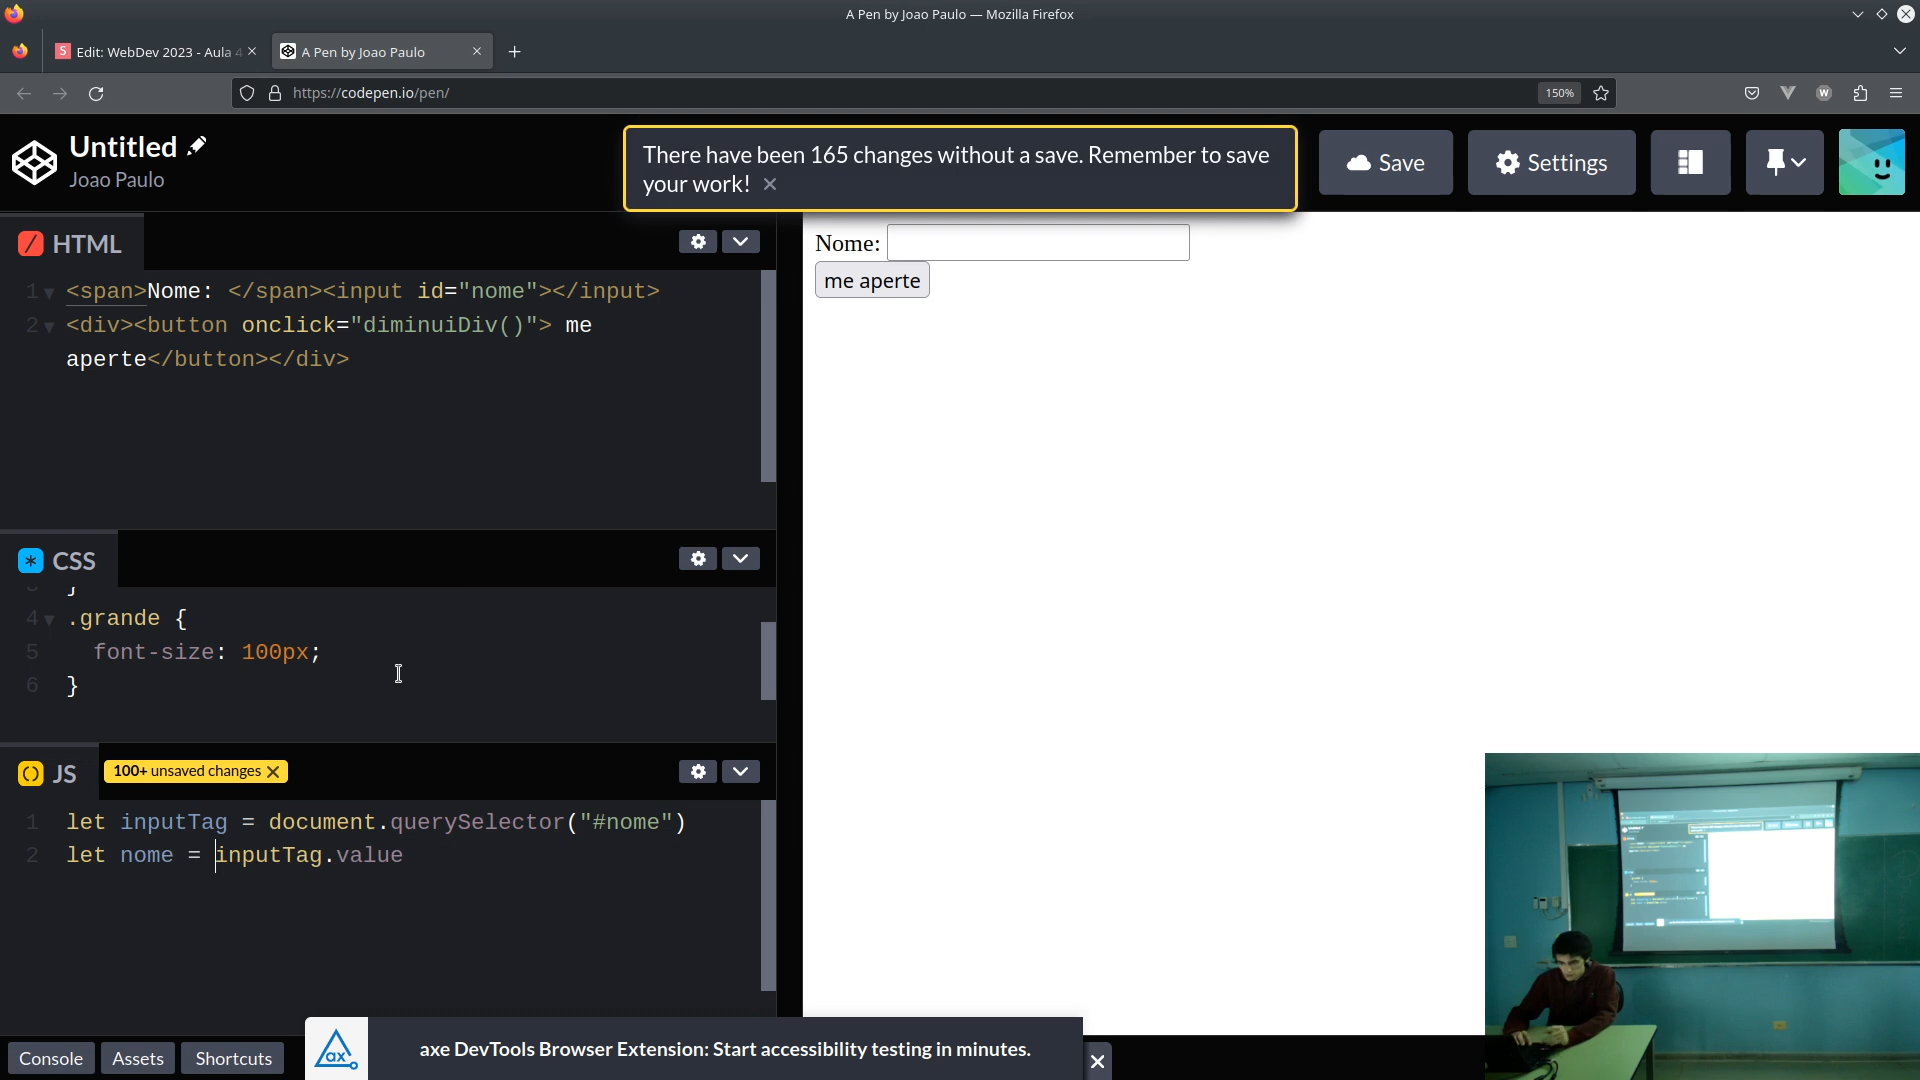 A Pen by Joao Paulo — Mozilla Firefox
Edit: WebDev 2023 - Aula 4
A Pen by Joao Paulo
https://codepen.io/pen/
150%
Untitled
Joao Paulo
There have been 165 changes without a save. Remember to save
your work!
Save
Settings
HTML
1 <span>Nome: </span><input id="nome"></input>
2 <div><button onclick="diminuiDiv()"> me
aperte</button></div>
Nome:
me aperte
CSS
3 }
4 .grande {
5 font-size: 100px;
6 }
JS
100+ unsaved changes
1 let inputTag = document.querySelector("#nome")
2 let nome = inputTag.value
Console
Assets
Shortcuts
ax
axe DevTools Browser Extension: Start accessibility testing in minutes.